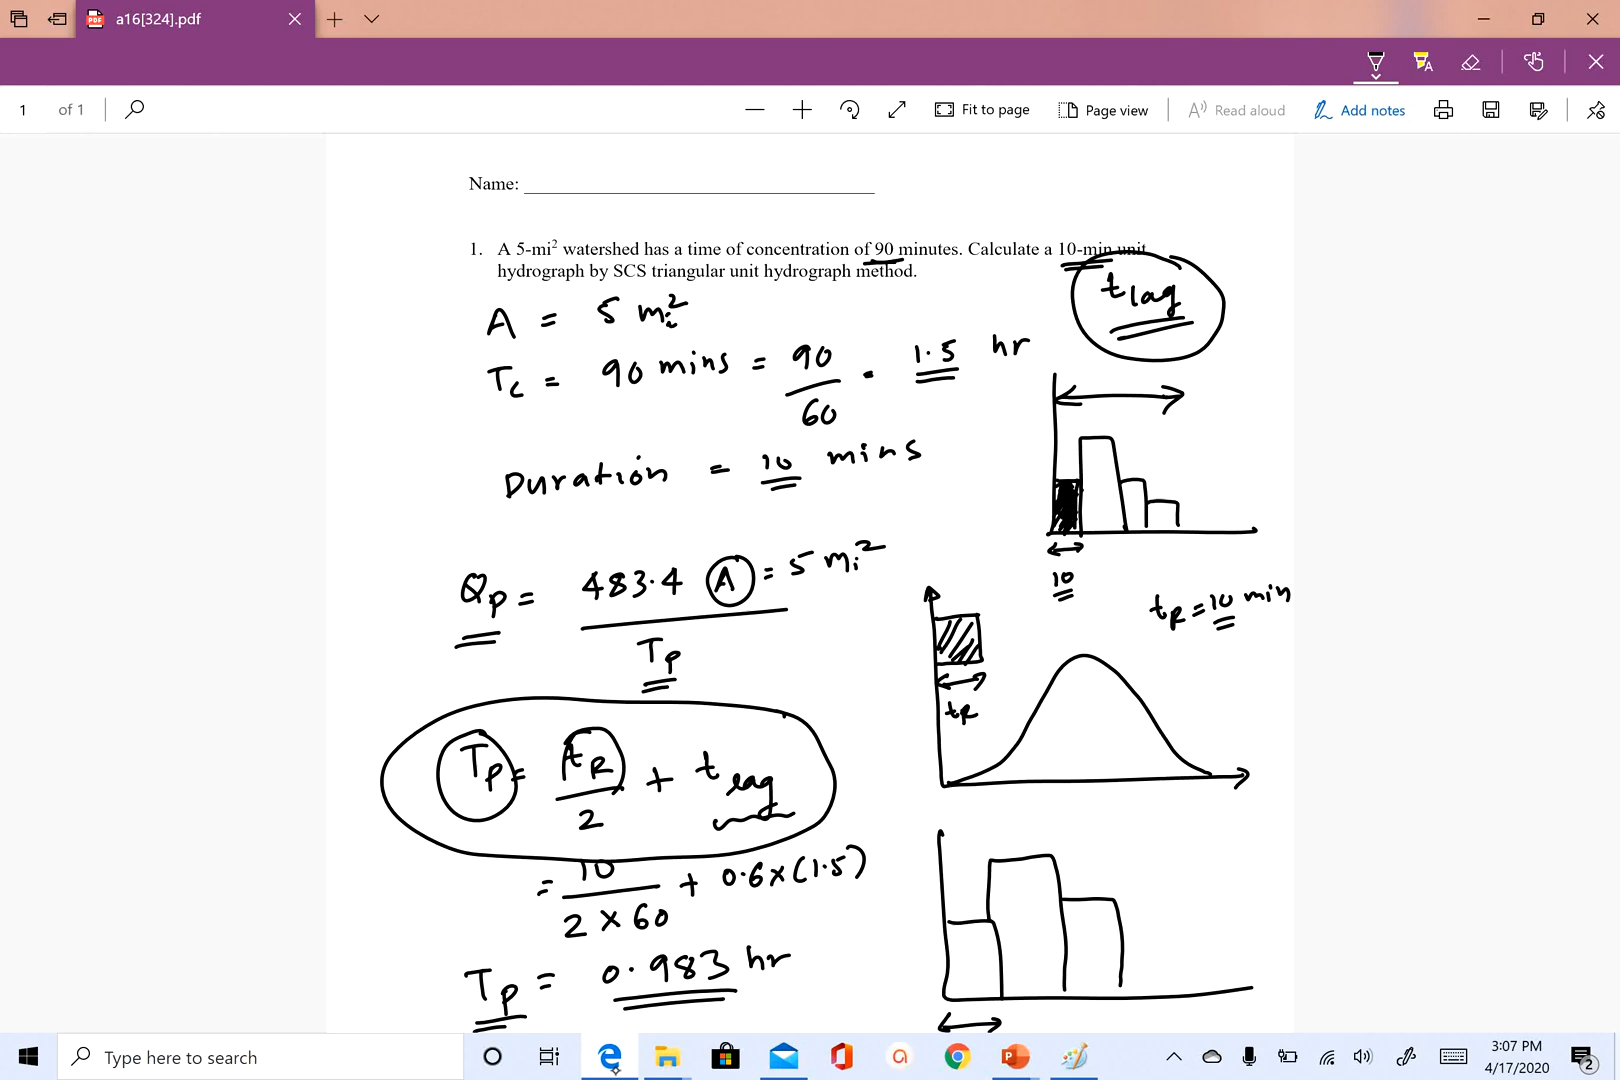 a16[324].pdf
1 of 1
Fit to page
Page view
Read aloud
Add notes
Name:
1. A 5-mi² watershed has a time of concentration of 90 minutes. Calculate a 10-min unit
hydrograph by SCS triangular unit hydrograph method.
t lag
A = 5 mi²
Tc = 90 mins = 90/60 = 1.5 hr
Duration = 10 mins
10
tR = 10 min
Qp = 483.4 A / Tp
A = 5 mi²
tR
Tp = tR/2 + t lag
= 10/(2 × 60) + 0.6×(1.5)
Tp = 0.983 hr
Type here to search
3:07 PM
4/17/2020
2